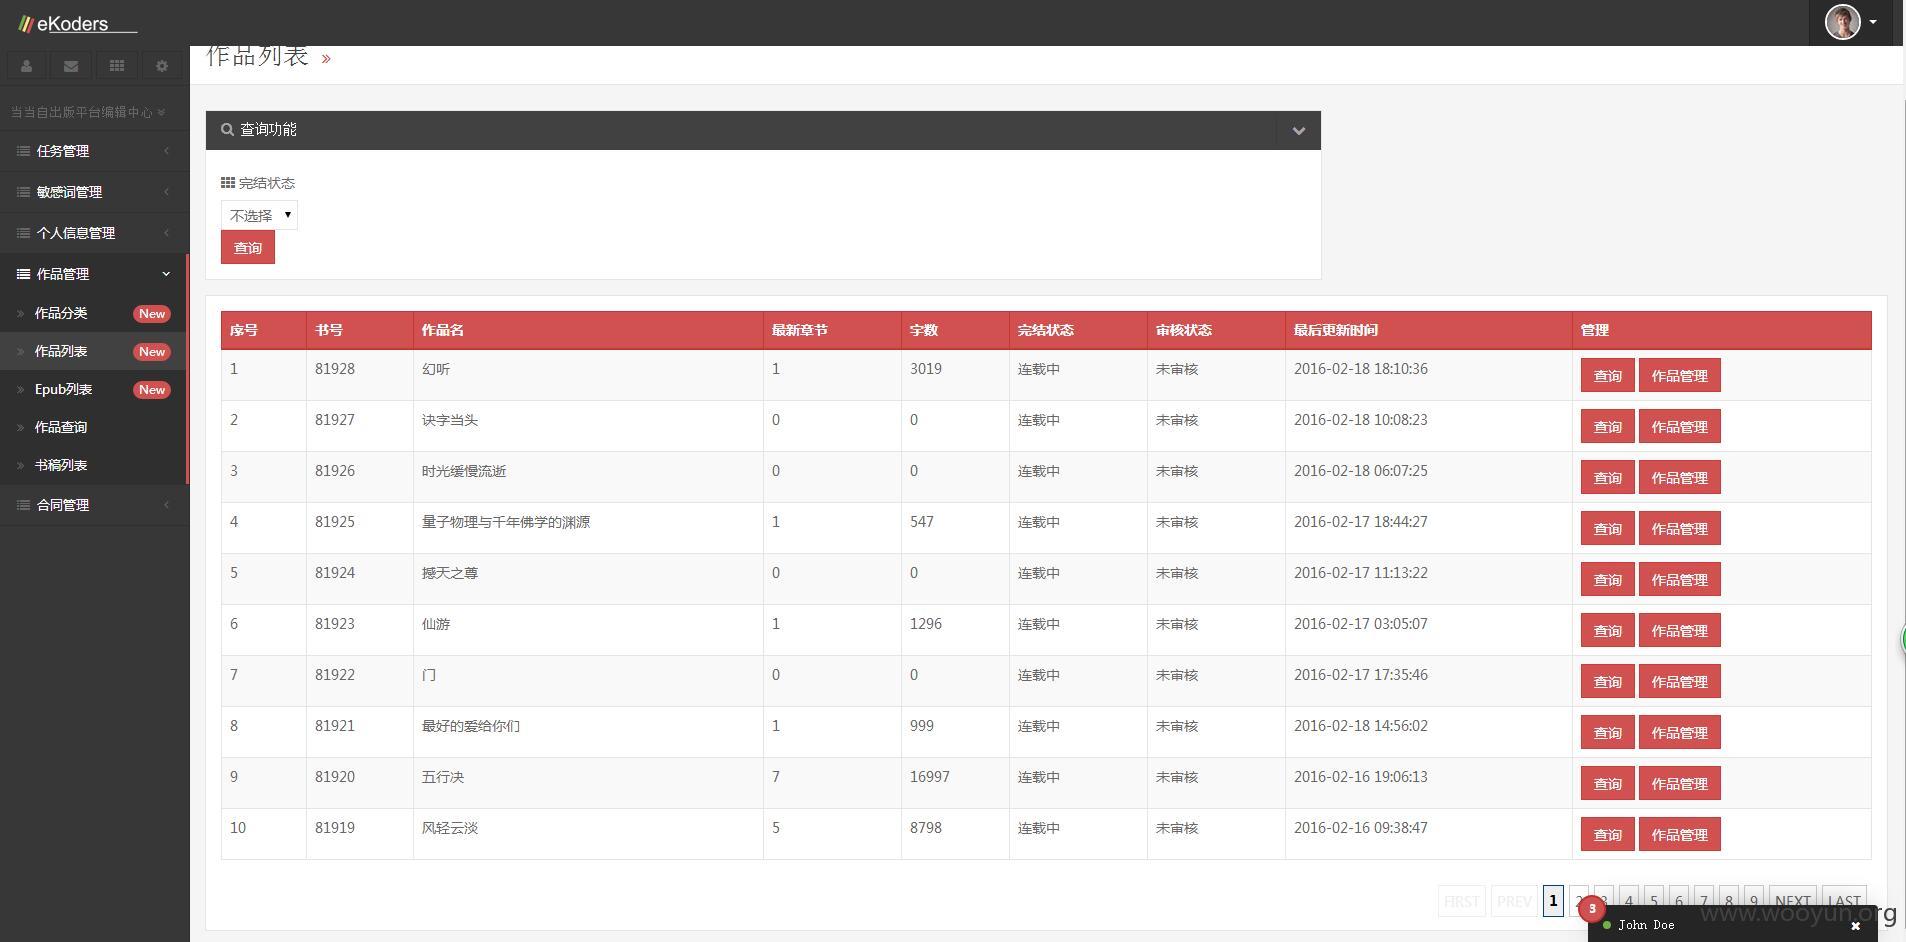 eKoders
作品列表 »
当当自出版平台编辑中心
任务管理
敏感词管理
个人信息管理
作品管理
作品分类 New
作品列表 New
Epub列表 New
作品查询
书稿列表
合同管理
查询功能
完结状态
不选择
查询
序号 书号 作品名 最新章节 字数 完结状态 审核状态 最后更新时间 管理
1 81928 幻听 1 3019 连载中 未审核 2016-02-18 18:10:36 查询 作品管理
2 81927 诀字当头 0 0 连载中 未审核 2016-02-18 10:08:23 查询 作品管理
3 81926 时光缓慢流逝 0 0 连载中 未审核 2016-02-18 06:07:25 查询 作品管理
4 81925 量子物理与千年佛学的渊源 1 547 连载中 未审核 2016-02-17 18:44:27 查询 作品管理
5 81924 撼天之尊 0 0 连载中 未审核 2016-02-17 11:13:22 查询 作品管理
6 81923 仙游 1 1296 连载中 未审核 2016-02-17 03:05:07 查询 作品管理
7 81922 门 0 0 连载中 未审核 2016-02-17 17:35:46 查询 作品管理
8 81921 最好的爱给你们 1 999 连载中 未审核 2016-02-18 14:56:02 查询 作品管理
9 81920 五行决 7 16997 连载中 未审核 2016-02-16 19:06:13 查询 作品管理
10 81919 风轻云淡 5 8798 连载中 未审核 2016-02-16 09:38:47 查询 作品管理
FIRST PREV 1 2 3 4 5 6 7 8 9 NEXT LAST
3
John Doe
www.wooyun.org